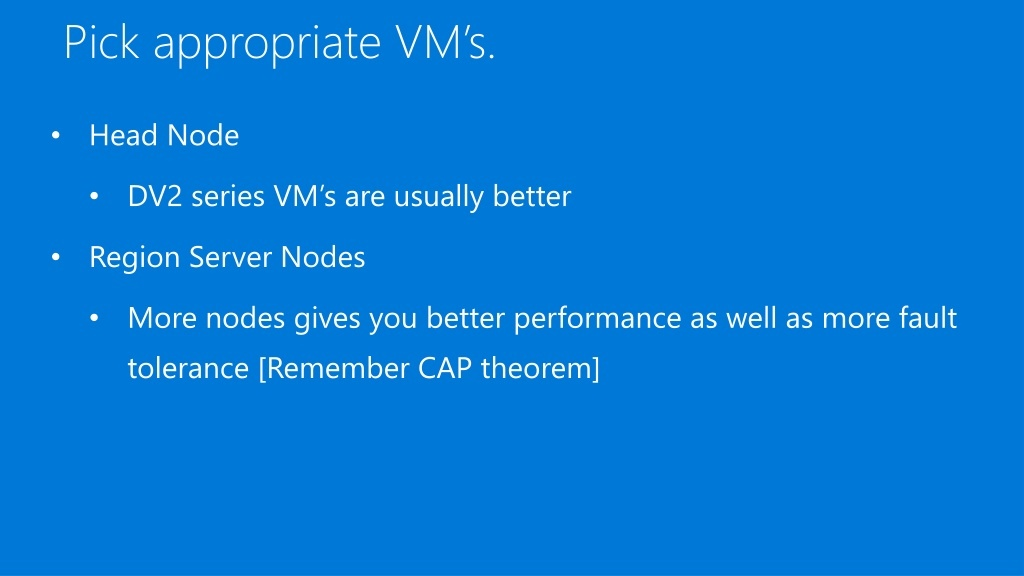 Pick appropriate VM’s.
• Head Node
• DV2 series VM’s are usually better
• Region Server Nodes
• More nodes gives you better performance as well as more fault
tolerance [Remember CAP theorem]